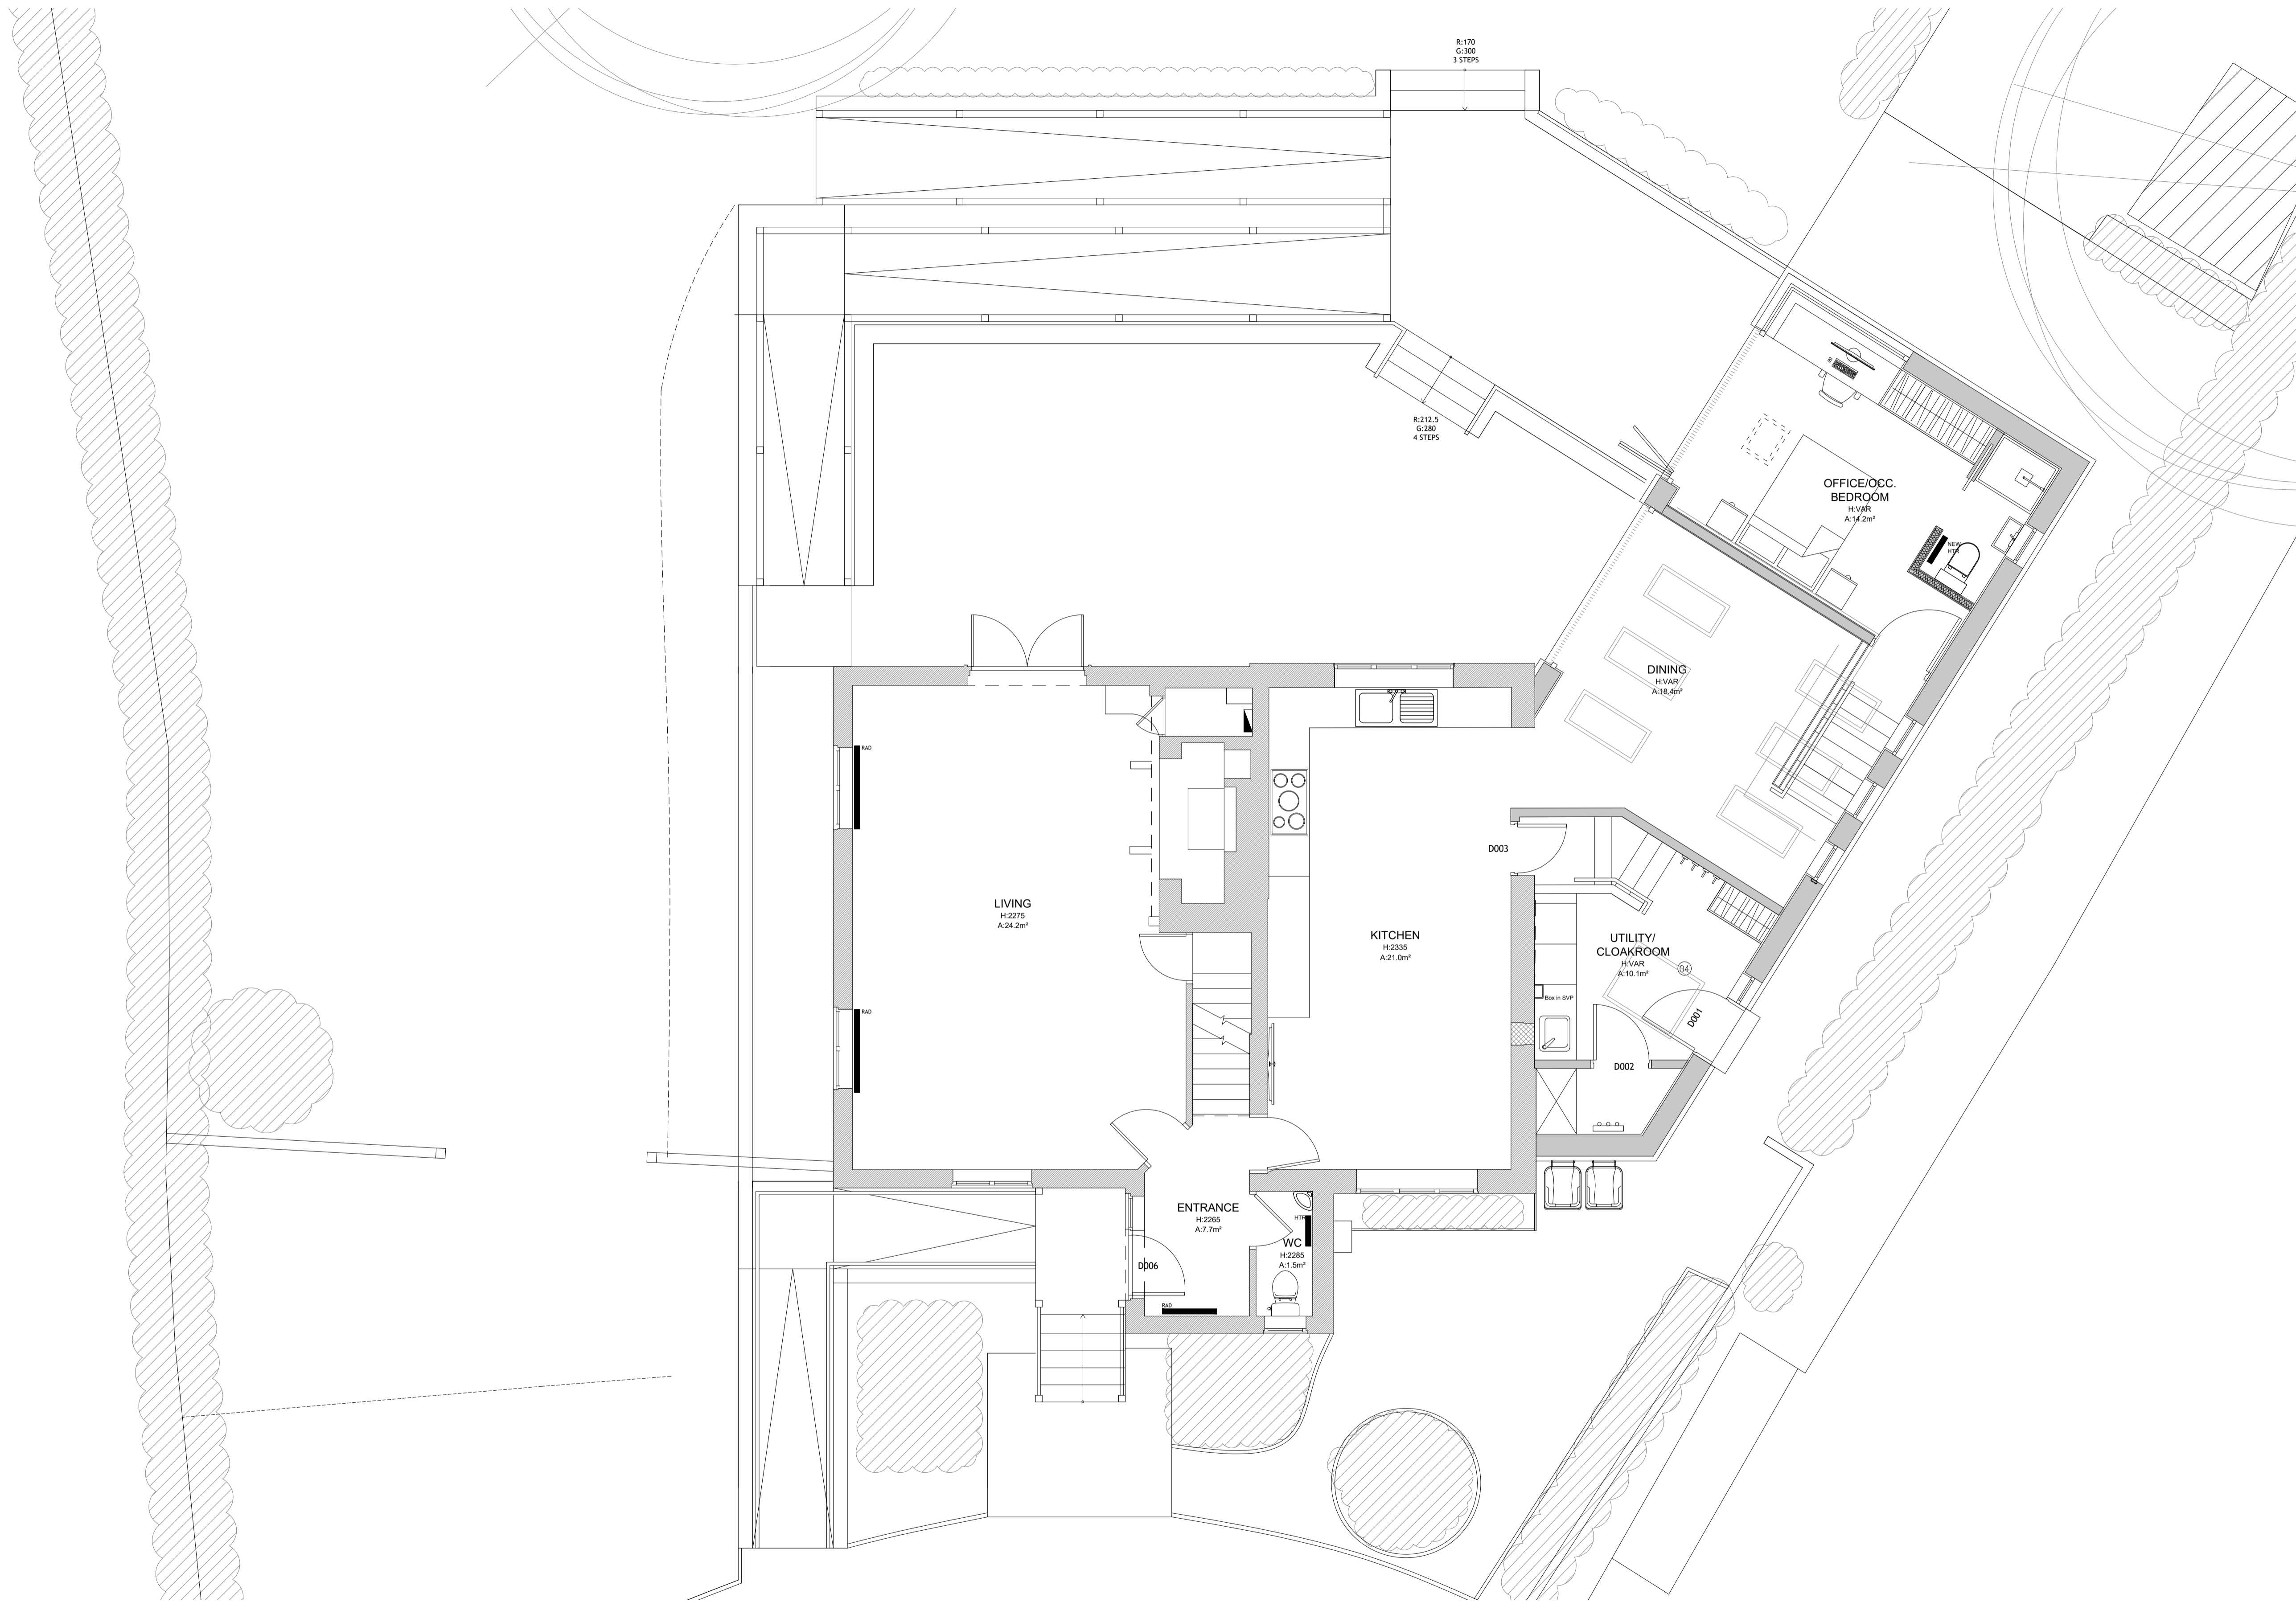 R:170
G:300
3 STEPS
R:212.5
G:280
4 STEPS
OFFICE/OCC.
BEDROOM
H:VAR
A:14.2m²
NEW
HTR
DINING
H:VAR
A:18.4m²
RAD
D003
LIVING
H:2275
A:24.2m²
KITCHEN
H:2335
A:21.0m²
UTILITY/
CLOAKROOM
H:VAR
A:10.1m²
04
Box in SVP
RAD
D001
D002
ENTRANCE
H:2265
A:7.7m²
HTR
WC
H:2285
A:1.5m²
D006
RAD